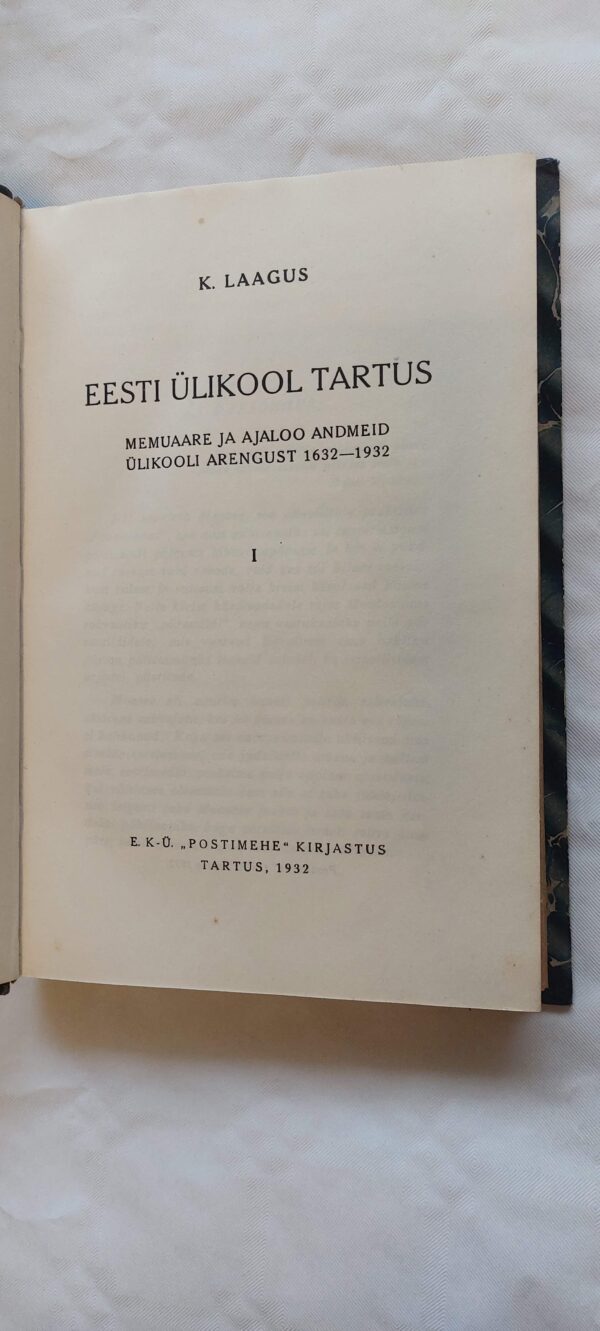 K. LAAGUS
EESTI ÜLIKOOL TARTUS
MEMUAARE JA AJALOO ANDMEID
ÜLIKOOLI ARENGUST 1632—1932
I
E. K-Ü. „POSTIMEHE“ KIRJASTUS
TARTUS, 1932